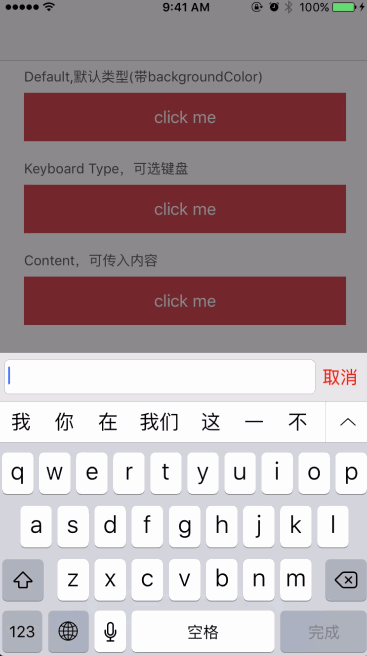 9:41 AM 100%
Default,默认类型(带backgroundColor)
click me
Keyboard Type，可选键盘
click me
Content，可传入内容
click me
取消
我 你 在 我们 这 一 不
q w e r t y u i o p
a s d f g h j k l
z x c v b n m
123 空格 完成